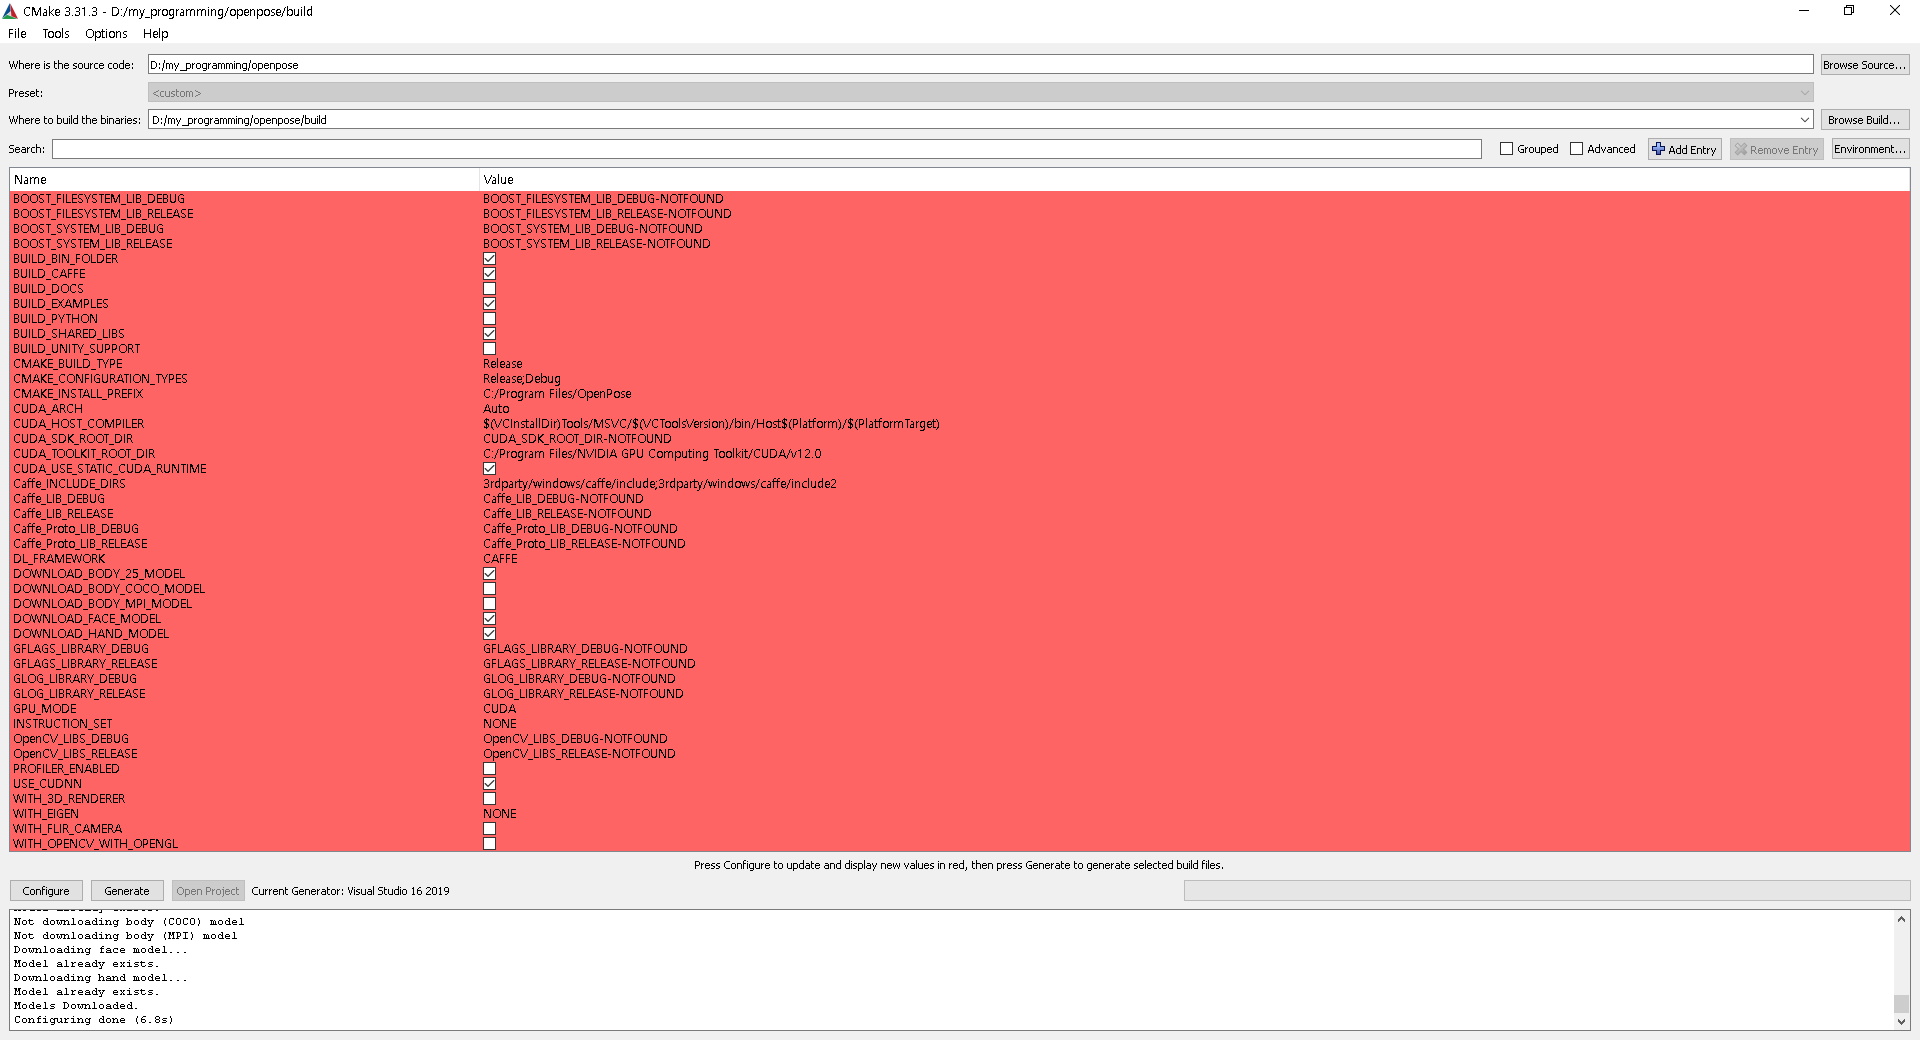 CMake 3.31.3 - D:/my_programming/openpose/build
File Tools Options Help
Where is the source code: D:/my_programming/openpose Browse Source...
Preset: <custom>
Where to build the binaries: D:/my_programming/openpose/build Browse Build...
Search: Grouped Advanced Add Entry Remove Entry Environment...
Name Value
BOOST_FILESYSTEM_LIB_DEBUG BOOST_FILESYSTEM_LIB_DEBUG-NOTFOUND
BOOST_FILESYSTEM_LIB_RELEASE BOOST_FILESYSTEM_LIB_RELEASE-NOTFOUND
BOOST_SYSTEM_LIB_DEBUG BOOST_SYSTEM_LIB_DEBUG-NOTFOUND
BOOST_SYSTEM_LIB_RELEASE BOOST_SYSTEM_LIB_RELEASE-NOTFOUND
BUILD_BIN_FOLDER
BUILD_CAFFE
BUILD_DOCS
BUILD_EXAMPLES
BUILD_PYTHON
BUILD_SHARED_LIBS
BUILD_UNITY_SUPPORT
CMAKE_BUILD_TYPE Release
CMAKE_CONFIGURATION_TYPES Release;Debug
CMAKE_INSTALL_PREFIX C:/Program Files/OpenPose
CUDA_ARCH Auto
CUDA_HOST_COMPILER $(VCInstallDir)Tools/MSVC/$(VCToolsVersion)/bin/Host$(Platform)/$(PlatformTarget)
CUDA_SDK_ROOT_DIR CUDA_SDK_ROOT_DIR-NOTFOUND
CUDA_TOOLKIT_ROOT_DIR C:/Program Files/NVIDIA GPU Computing Toolkit/CUDA/v12.0
CUDA_USE_STATIC_CUDA_RUNTIME
Caffe_INCLUDE_DIRS 3rdparty/windows/caffe/include;3rdparty/windows/caffe/include2
Caffe_LIB_DEBUG Caffe_LIB_DEBUG-NOTFOUND
Caffe_LIB_RELEASE Caffe_LIB_RELEASE-NOTFOUND
Caffe_Proto_LIB_DEBUG Caffe_Proto_LIB_DEBUG-NOTFOUND
Caffe_Proto_LIB_RELEASE Caffe_Proto_LIB_RELEASE-NOTFOUND
DL_FRAMEWORK CAFFE
DOWNLOAD_BODY_25_MODEL
DOWNLOAD_BODY_COCO_MODEL
DOWNLOAD_BODY_MPI_MODEL
DOWNLOAD_FACE_MODEL
DOWNLOAD_HAND_MODEL
GFLAGS_LIBRARY_DEBUG GFLAGS_LIBRARY_DEBUG-NOTFOUND
GFLAGS_LIBRARY_RELEASE GFLAGS_LIBRARY_RELEASE-NOTFOUND
GLOG_LIBRARY_DEBUG GLOG_LIBRARY_DEBUG-NOTFOUND
GLOG_LIBRARY_RELEASE GLOG_LIBRARY_RELEASE-NOTFOUND
GPU_MODE CUDA
INSTRUCTION_SET NONE
OpenCV_LIBS_DEBUG OpenCV_LIBS_DEBUG-NOTFOUND
OpenCV_LIBS_RELEASE OpenCV_LIBS_RELEASE-NOTFOUND
PROFILER_ENABLED
USE_CUDNN
WITH_3D_RENDERER
WITH_EIGEN NONE
WITH_FLIR_CAMERA
WITH_OPENCV_WITH_OPENGL
Press Configure to update and display new values in red, then press Generate to generate selected build files.
Configure Generate Open Project Current Generator: Visual Studio 16 2019
Not downloading body (COCO) model
Not downloading body (MPI) model
Downloading face model...
Model already exists.
Downloading hand model...
Model already exists.
Models Downloaded.
Configuring done (6.8s)